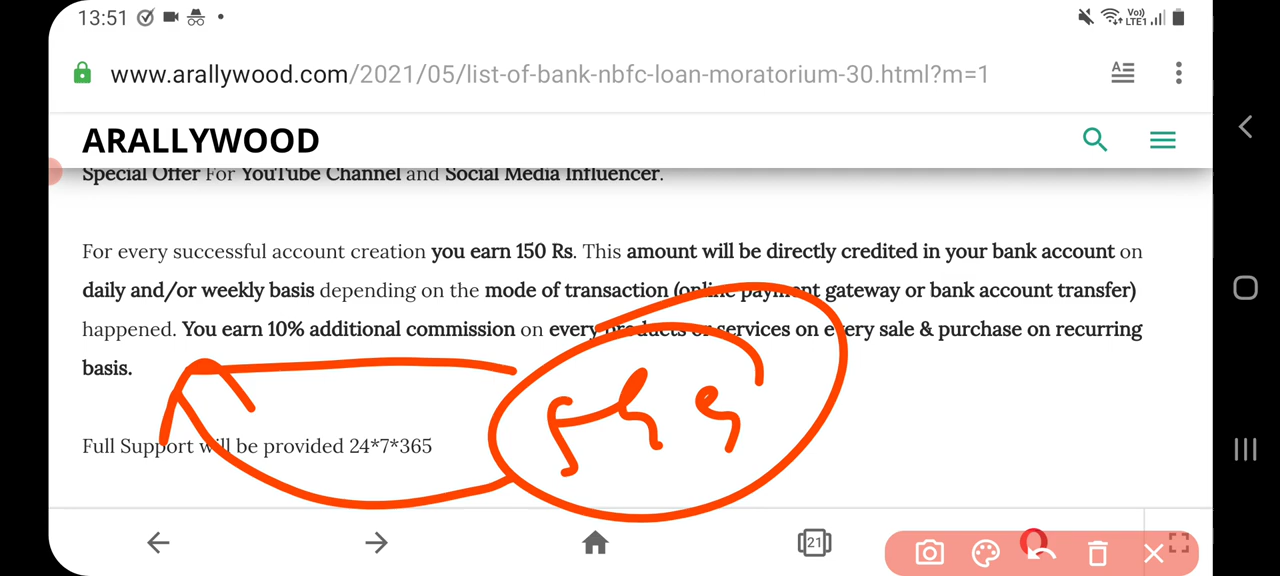 13:51 Vo)) LTE1
www.arallywood.com/2021/05/list-of-bank-nbfc-loan-moratorium-30.html?m=1
ARALLYWOOD
Special Offer For YouTube Channel and Social Media Influencer.
For every successful account creation you earn 150 Rs. This amount will be directly credited in your bank account on
daily and/or weekly basis depending on the mode of transaction (online payment gateway or bank account transfer)
happened. You earn 10% additional commission on every products or services on every sale & purchase on recurring
basis.
Full Support will be provided 24*7*365
21